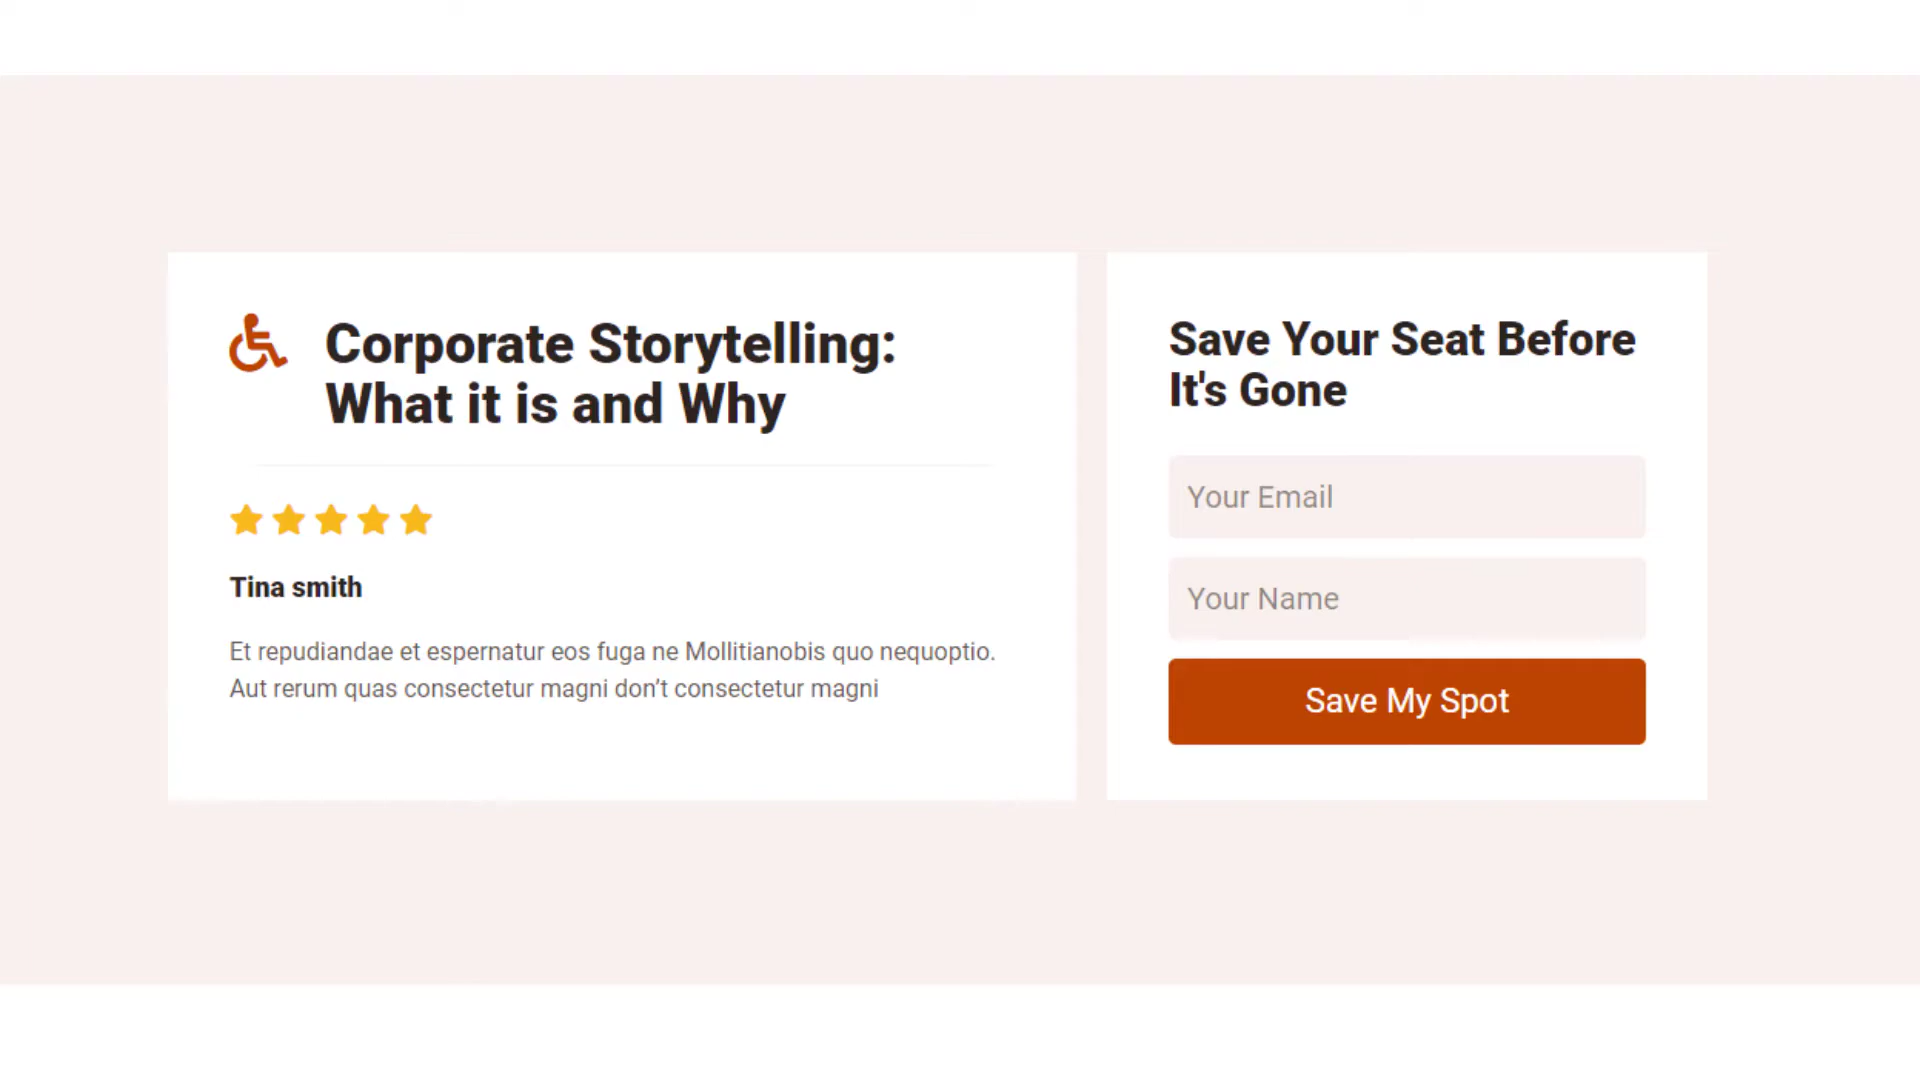 Corporate Storytelling:
What it is and Why
Tina smith
Et repudiandae et espernatur eos fuga ne Mollitianobis quo nequoptio.
Aut rerum quas consectetur magni don’t consectetur magni
Save Your Seat Before
It's Gone
Your Email
Your Name
Save My Spot